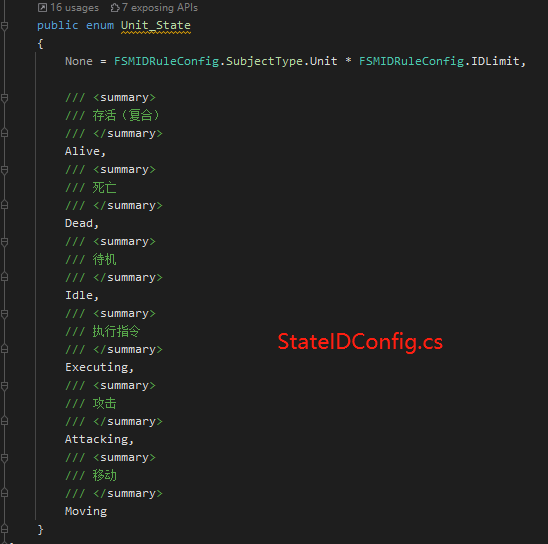 16 usages 7 exposing APIs
public enum Unit_State
{
None = FSMIDRuleConfig.SubjectType.Unit * FSMIDRuleConfig.IDLimit,
/// <summary>
/// 存活（复合）
/// </summary>
Alive,
/// <summary>
/// 死亡
/// </summary>
Dead,
/// <summary>
/// 待机
/// </summary>
Idle,
/// <summary>
/// 执行指令
/// </summary>
Executing,
/// <summary>
/// 攻击
/// </summary>
Attacking,
/// <summary>
/// 移动
/// </summary>
Moving
}
StateIDConfig.cs